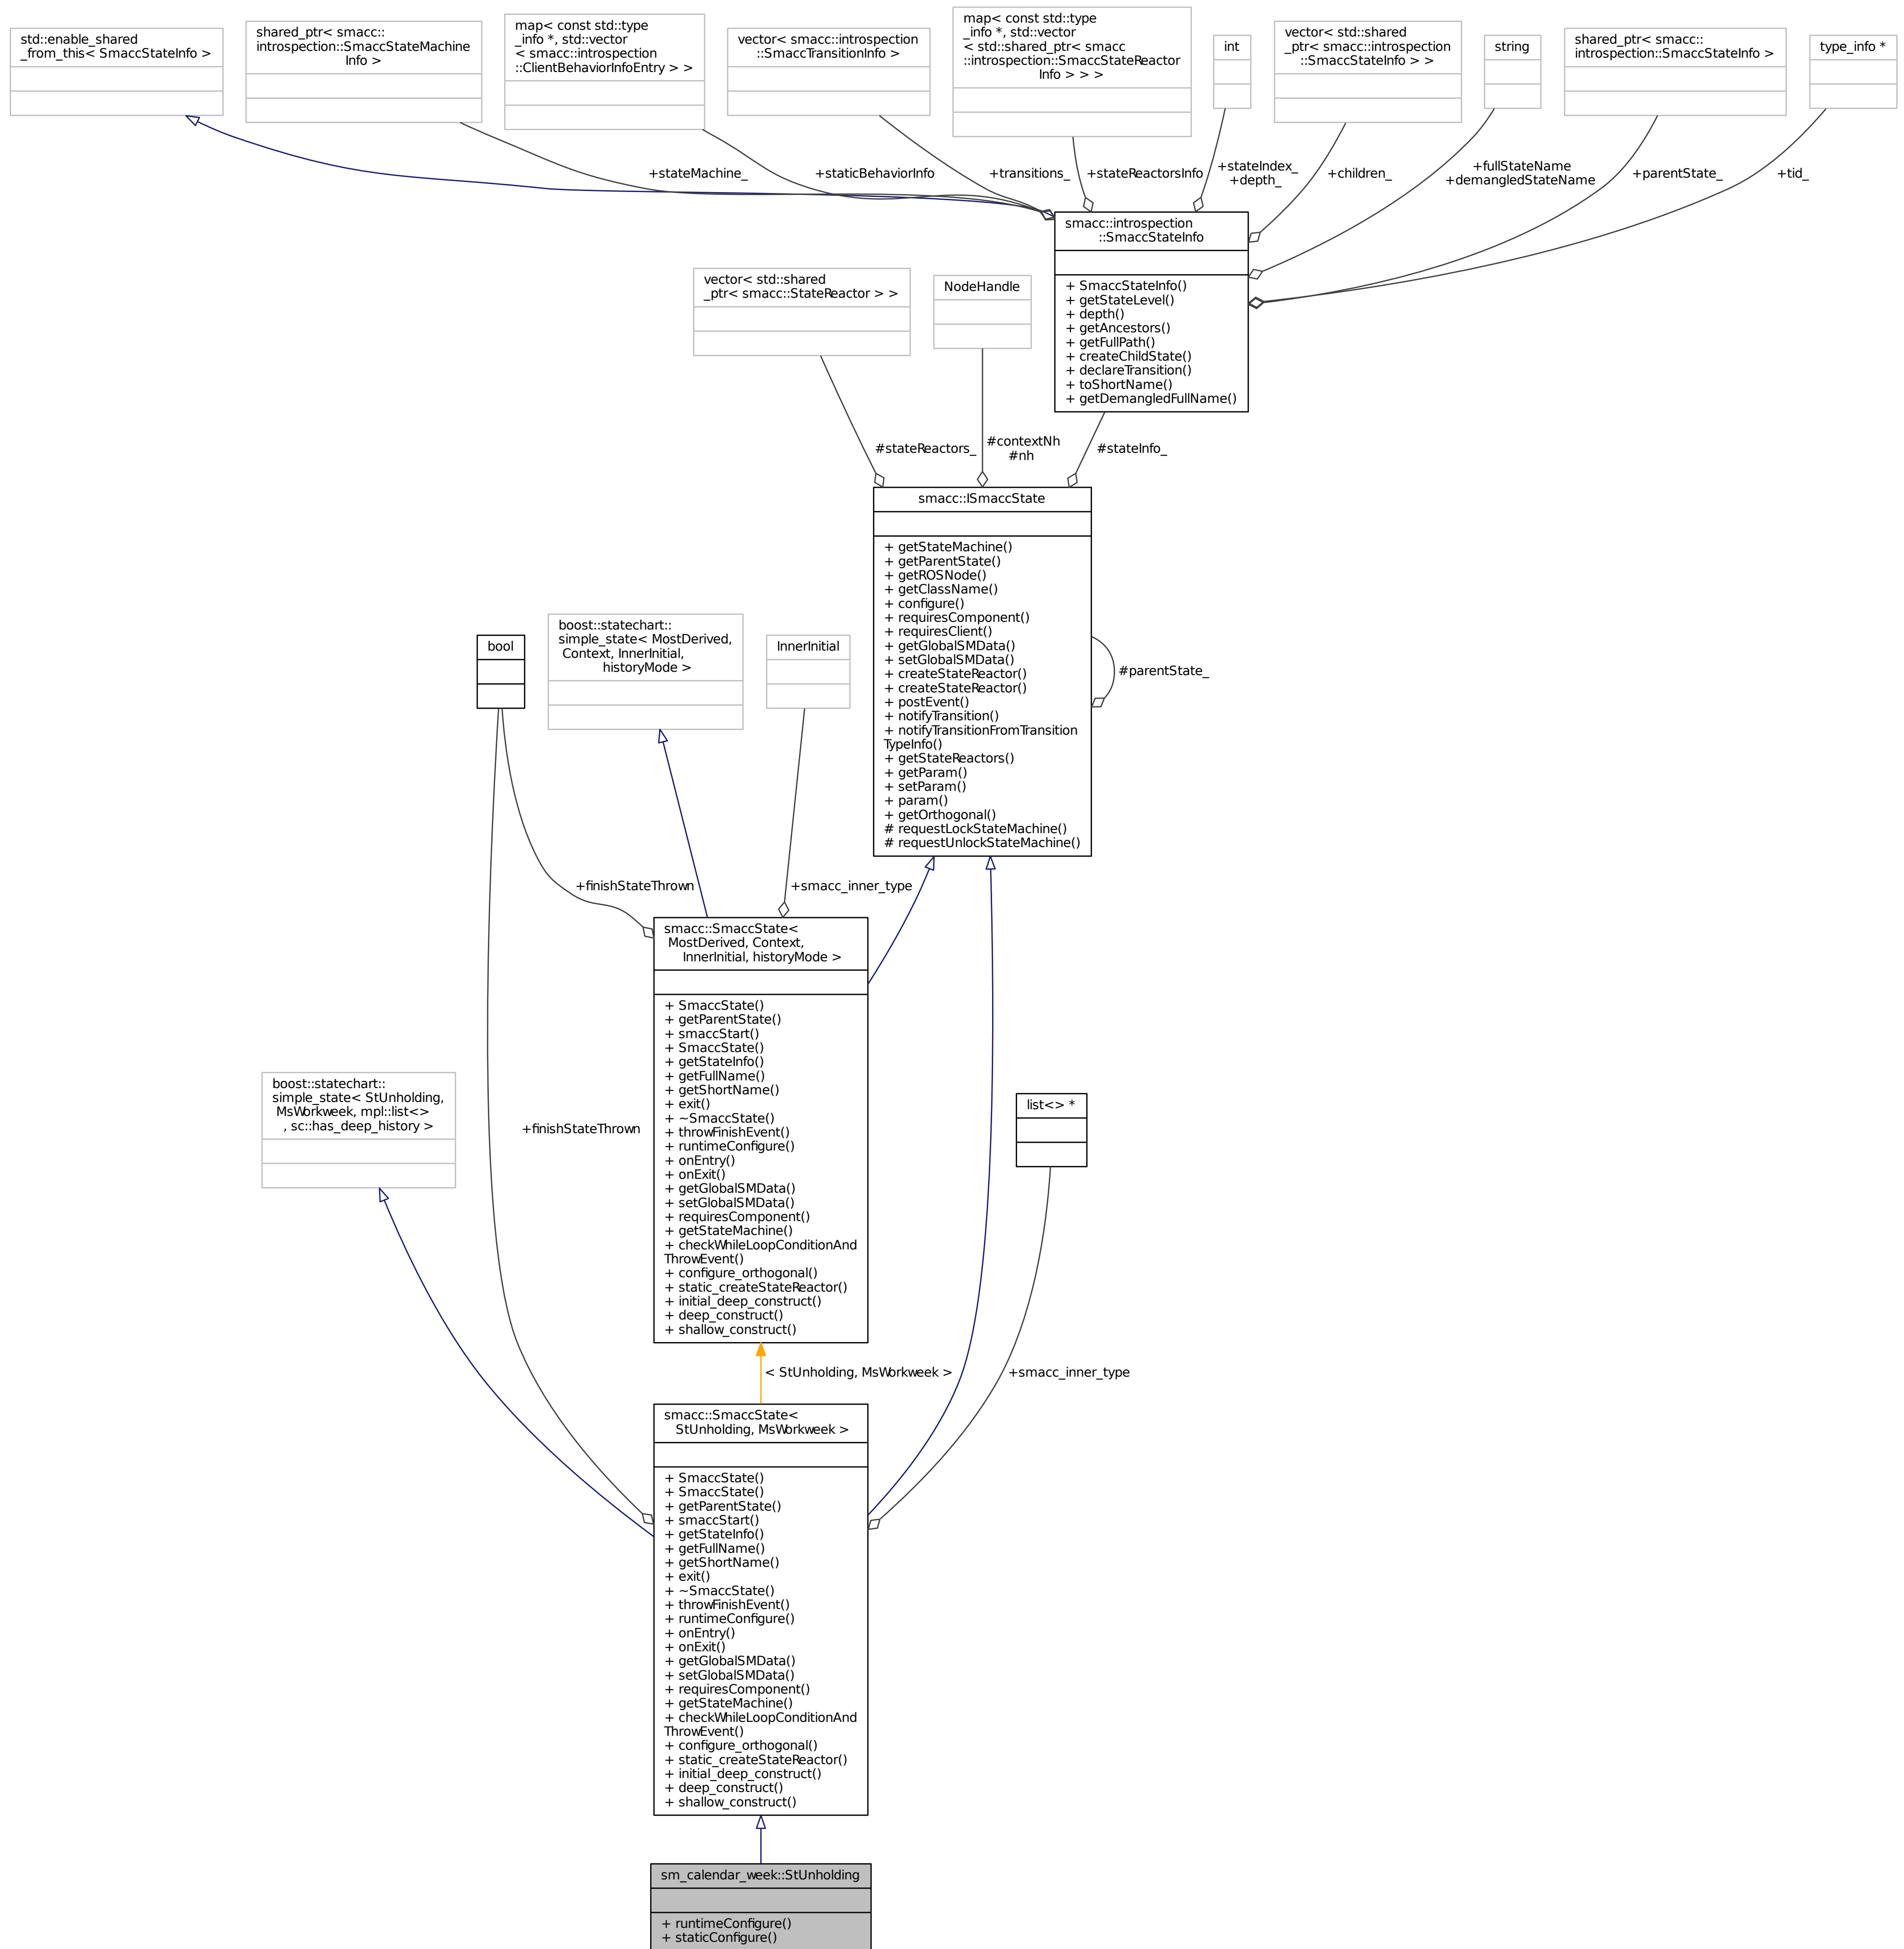 std::enable_shared
_from_this< SmaccStateInfo >
shared_ptr< smacc::
introspection::SmaccStateMachine
Info >
map< const std::type
_info *, std::vector
< smacc::introspection
::ClientBehaviorInfoEntry > >
vector< smacc::introspection
::SmaccTransitionInfo >
map< const std::type
_info *, std::vector
< std::shared_ptr< smacc
::introspection::SmaccStateReactor
Info > > >
int
vector< std::shared
_ptr< smacc::introspection
::SmaccStateInfo > >
string
shared_ptr< smacc::
introspection::SmaccStateInfo >
type_info *
+stateMachine_
+staticBehaviorInfo
+transitions_
+stateReactorsInfo
+stateIndex_
+depth_
+children_
+fullStateName
+demangledStateName
+parentState_
+tid_
smacc::introspection
::SmaccStateInfo
+ SmaccStateInfo()
+ getStateLevel()
+ depth()
+ getAncestors()
+ getFullPath()
+ createChildState()
+ declareTransition()
+ toShortName()
+ getDemangledFullName()
vector< std::shared
_ptr< smacc::StateReactor > >
NodeHandle
#stateReactors_
#contextNh
#nh
#stateInfo_
smacc::ISmaccState
+ getStateMachine()
+ getParentState()
+ getROSNode()
+ getClassName()
+ configure()
+ requiresComponent()
+ requiresClient()
+ getGlobalSMData()
+ setGlobalSMData()
+ createStateReactor()
+ createStateReactor()
+ postEvent()
+ notifyTransition()
+ notifyTransitionFromTransition
TypeInfo()
+ getStateReactors()
+ getParam()
+ setParam()
+ param()
+ getOrthogonal()
# requestLockStateMachine()
# requestUnlockStateMachine()
#parentState_
bool
boost::statechart::
simple_state< MostDerived,
Context, InnerInitial,
historyMode >
InnerInitial
+finishStateThrown
+smacc_inner_type
smacc::SmaccState<
MostDerived, Context,
InnerInitial, historyMode >
+ SmaccState()
+ getParentState()
+ smaccStart()
+ SmaccState()
+ getStateInfo()
+ getFullName()
+ getShortName()
+ exit()
+ ~SmaccState()
+ throwFinishEvent()
+ runtimeConfigure()
+ onEntry()
+ onExit()
+ getGlobalSMData()
+ setGlobalSMData()
+ requiresComponent()
+ getStateMachine()
+ checkWhileLoopConditionAnd
ThrowEvent()
+ configure_orthogonal()
+ static_createStateReactor()
+ initial_deep_construct()
+ deep_construct()
+ shallow_construct()
boost::statechart::
simple_state< StUnholding,
MsWorkweek, mpl::list<>
, sc::has_deep_history >
+finishStateThrown
list<> *
< StUnholding, MsWorkweek >
+smacc_inner_type
smacc::SmaccState<
StUnholding, MsWorkweek >
+ SmaccState()
+ SmaccState()
+ getParentState()
+ smaccStart()
+ getStateInfo()
+ getFullName()
+ getShortName()
+ exit()
+ ~SmaccState()
+ throwFinishEvent()
+ runtimeConfigure()
+ onEntry()
+ onExit()
+ getGlobalSMData()
+ setGlobalSMData()
+ requiresComponent()
+ getStateMachine()
+ checkWhileLoopConditionAnd
ThrowEvent()
+ configure_orthogonal()
+ static_createStateReactor()
+ initial_deep_construct()
+ deep_construct()
+ shallow_construct()
sm_calendar_week::StUnholding
+ runtimeConfigure()
+ staticConfigure()